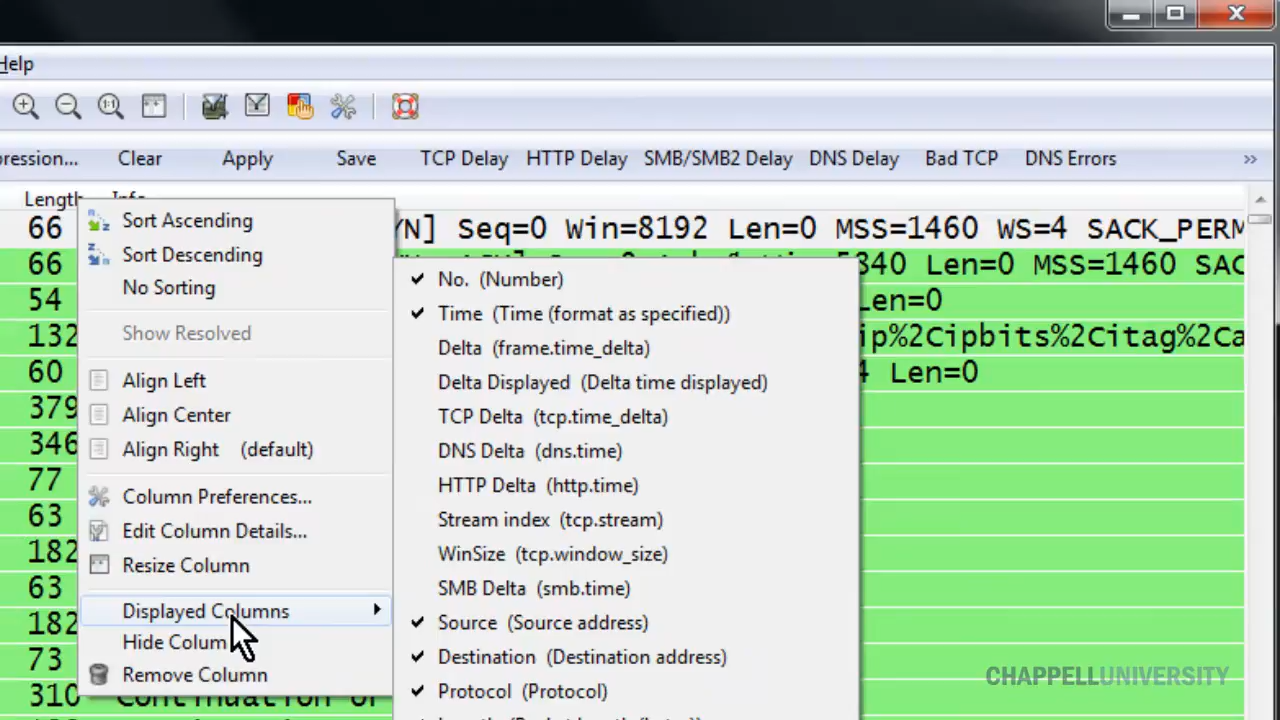 Help
pression... Clear Apply Save TCP Delay HTTP Delay SMB/SMB2 Delay DNS Delay Bad TCP DNS Errors »
Length Info
66 YN] Seq=0 Win=8192 Len=0 MSS=1460 WS=4 SACK_PERM
66 5840 Len=0 MSS=1460 SAC
54 Len=0
132 ip%2Cipbits%2Citag%2Ca
60 4 Len=0
379
346
77
63
182
63
182
73
310 Continuation or
Sort Ascending
Sort Descending
No Sorting
Show Resolved
Align Left
Align Center
Align Right (default)
Column Preferences...
Edit Column Details...
Resize Column
Displayed Columns
Hide Colum
Remove Column
No. (Number)
Time (Time (format as specified))
Delta (frame.time_delta)
Delta Displayed (Delta time displayed)
TCP Delta (tcp.time_delta)
DNS Delta (dns.time)
HTTP Delta (http.time)
Stream index (tcp.stream)
WinSize (tcp.window_size)
SMB Delta (smb.time)
Source (Source address)
Destination (Destination address)
Protocol (Protocol)
CHAPPELLUNIVERSITY